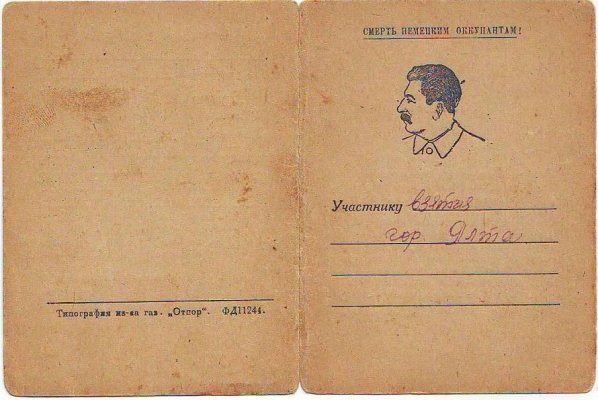 Типография из-ва газ. „Отпор". ФД11244.
СМЕРТЬ НЕМЕЦКИМ ОККУПАНТАМ!
Участнику взятия
гор. Ялта